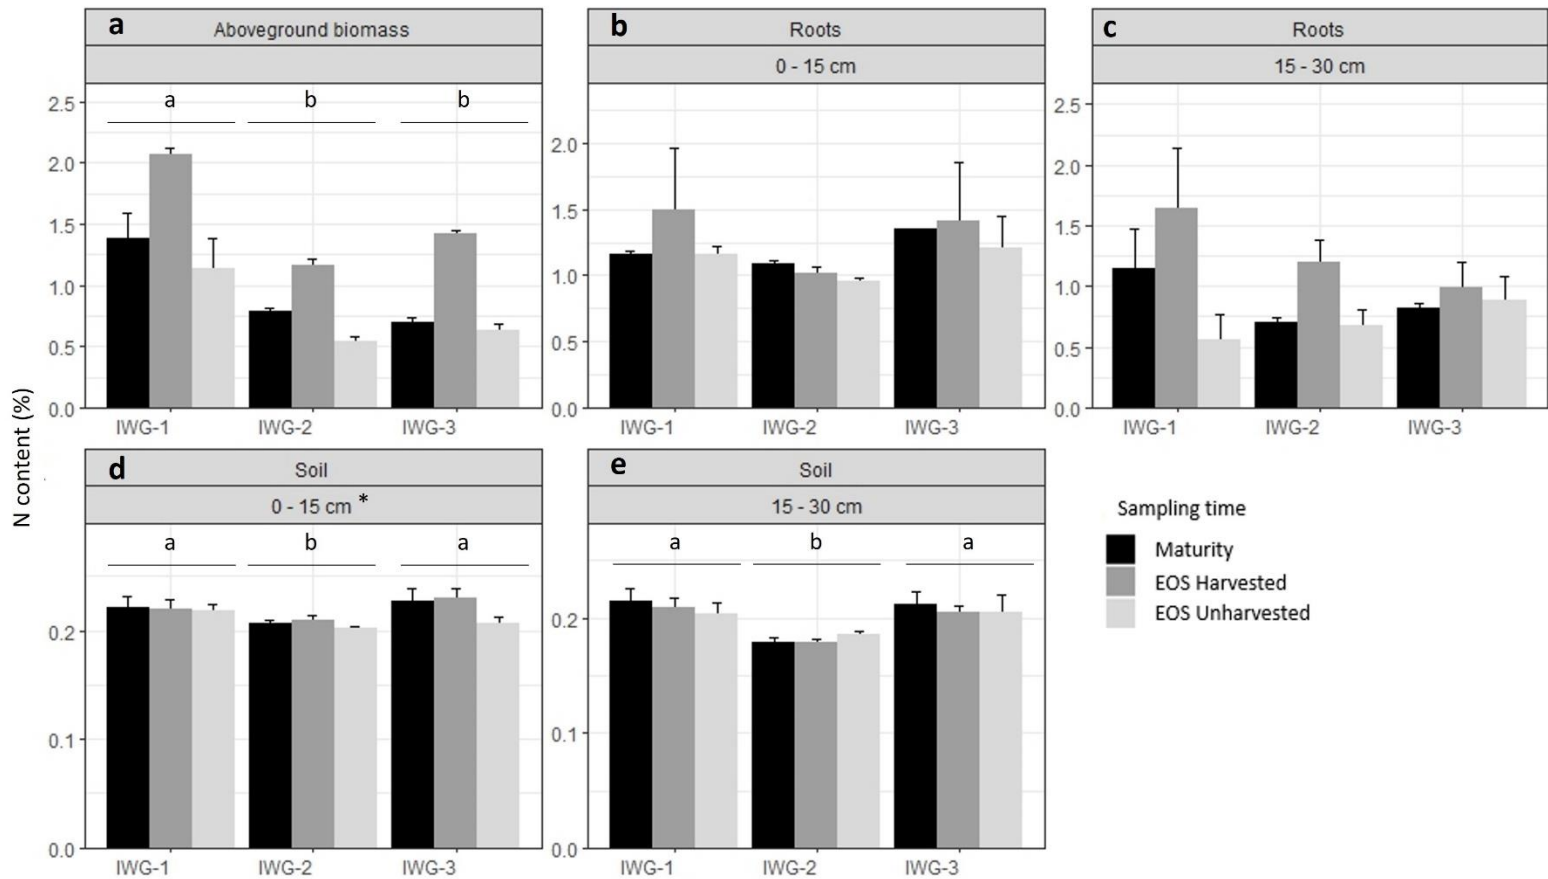 a Aboveground biomass
a b b
2.5
2.0
1.5
1.0
0.5
0.0
IWG-1 IWG-2 IWG-3
b Roots
0 - 15 cm
2.0
1.5
1.0
0.5
0.0
IWG-1 IWG-2 IWG-3
c Roots
15 - 30 cm
2.5
2.0
1.5
1.0
0.5
0.0
IWG-1 IWG-2 IWG-3
N content (%)
d Soil
0 - 15 cm *
a b a
0.2
0.1
0.0
IWG-1 IWG-2 IWG-3
e Soil
15 - 30 cm
a b a
0.2
0.1
0.0
IWG-1 IWG-2 IWG-3
Sampling time
Maturity
EOS Harvested
EOS Unharvested